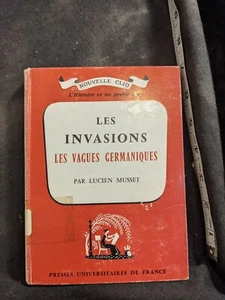 NOUVELLE CLIO
L'Histoire et ses problèmes
LES
INVASIONS
LES VAGUES GERMANIQUES
PAR LUCIEN MUSSET
PRESSES UNIVERSITAIRES DE FRANCE